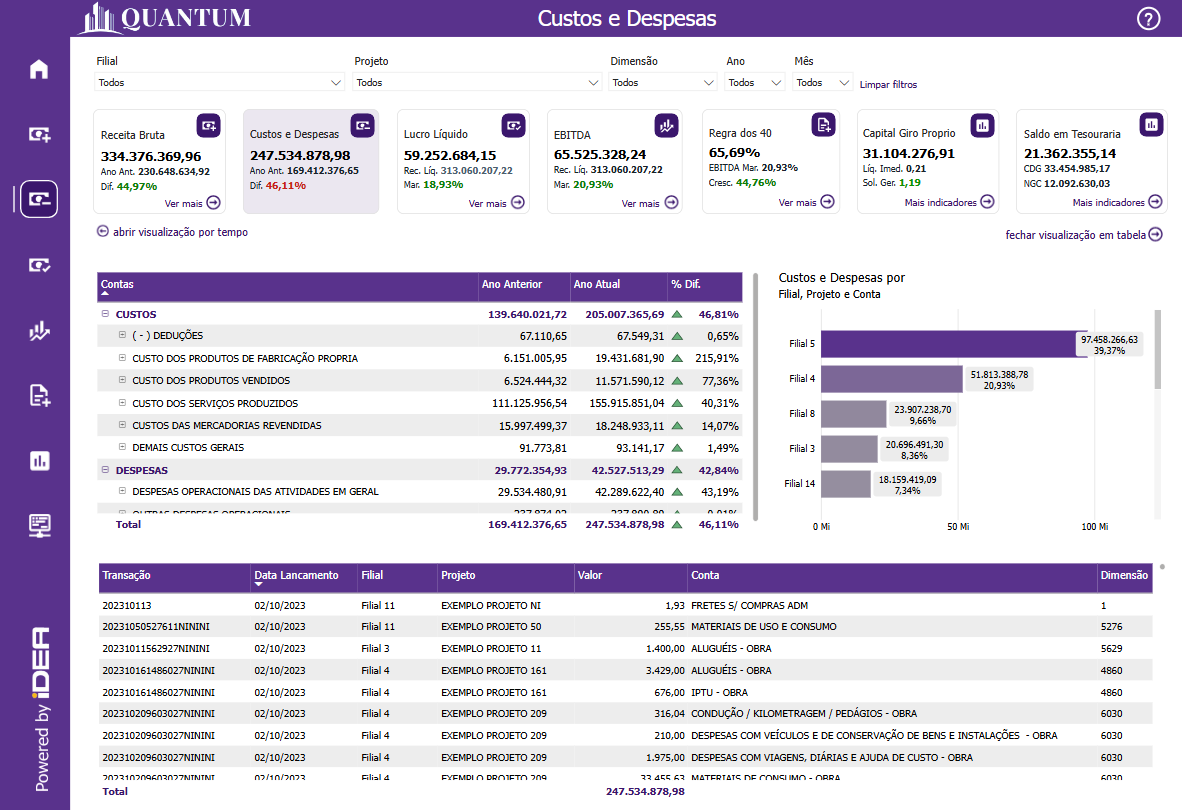 QUANTUM
Custos e Despesas
?
Filial
Projeto
Dimensão
Ano
Mês
Todos
Todos
Todos
Todos
Todos
Limpar filtros
Receita Bruta
334.376.369,96
Ano Ant. 230.648.634,92
Dif. 44,97%
Ver mais
Custos e Despesas
247.534.878,98
Ano Ant. 169.412.376,65
Dif. 46,11%
Lucro Líquido
59.252.684,15
Rec. Líq. 313.060.207,22
Mar. 18,93%
Ver mais
EBITDA
65.525.328,24
Rec. Líq. 313.060.207,22
Mar. 20,93%
Ver mais
Regra dos 40
65,69%
EBITDA Mar. 20,93%
Cresc. 44,76%
Ver mais
Capital Giro Proprio
31.104.276,91
Líq. Imed. 0,21
Sol. Ger. 1,19
Mais indicadores
Saldo em Tesouraria
21.362.355,14
CDG 33.454.985,17
NGC 12.092.630,03
Mais indicadores
abrir visualização por tempo
fechar visualização em tabela
Contas Ano Anterior Ano Atual % Dif.
CUSTOS 139.640.021,72 205.007.365,69 46,81%
( - ) DEDUÇÕES 67.110,65 67.549,31 0,65%
CUSTO DOS PRODUTOS DE FABRICAÇÃO PROPRIA 6.151.005,95 19.431.681,90 215,91%
CUSTO DOS PRODUTOS VENDIDOS 6.524.444,32 11.571.590,12 77,36%
CUSTO DOS SERVIÇOS PRODUZIDOS 111.125.956,54 155.915.851,04 40,31%
CUSTOS DAS MERCADORIAS REVENDIDAS 15.997.499,37 18.248.933,11 14,07%
DEMAIS CUSTOS GERAIS 91.773,81 93.141,17 1,49%
DESPESAS 29.772.354,93 42.527.513,29 42,84%
DESPESAS OPERACIONAIS DAS ATIVIDADES EM GERAL 29.534.480,91 42.289.622,40 43,19%
OUTRAS DESPESAS OPERACIONAIS
Total 169.412.376,65 247.534.878,98 46,11%
Custos e Despesas por
Filial, Projeto e Conta
Filial 5 97.458.266,63
39,37%
Filial 4 51.813.388,78
20,93%
Filial 8 23.907.238,70
9,66%
Filial 3 20.696.491,30
8,36%
Filial 14 18.159.419,09
7,34%
0 Mi 50 Mi 100 Mi
Transação Data Lancamento Filial Projeto Valor Conta Dimensão
202310113 02/10/2023 Filial 11 EXEMPLO PROJETO NI 1,93 FRETES S/ COMPRAS ADM 1
20231050527611NININI 02/10/2023 Filial 11 EXEMPLO PROJETO 50 255,55 MATERIAIS DE USO E CONSUMO 5276
20231011562927NININI 02/10/2023 Filial 3 EXEMPLO PROJETO 11 1.400,00 ALUGUÉIS - OBRA 5629
202310161486027NININI 02/10/2023 Filial 4 EXEMPLO PROJETO 161 3.429,00 ALUGUÉIS - OBRA 4860
202310161486027NININI 02/10/2023 Filial 4 EXEMPLO PROJETO 161 676,00 IPTU - OBRA 4860
202310209603027NININI 02/10/2023 Filial 4 EXEMPLO PROJETO 209 316,04 CONDUÇÃO / KILOMETRAGEM / PEDÁGIOS - OBRA 6030
202310209603027NININI 02/10/2023 Filial 4 EXEMPLO PROJETO 209 210,00 DESPESAS COM VEÍCULOS E DE CONSERVAÇÃO DE BENS E INSTALAÇÕES - OBRA 6030
202310209603027NININI 02/10/2023 Filial 4 EXEMPLO PROJETO 209 1.975,00 DESPESAS COM VIAGENS, DIÁRIAS E AJUDA DE CUSTO - OBRA 6030
202310209603027NININI 02/10/2023 Filial 4 EXEMPLO PROJETO 209 33.455,63 MATERIAIS DE CONSUMO - OBRA 6030
Total 247.534.878,98
Powered by iDEA